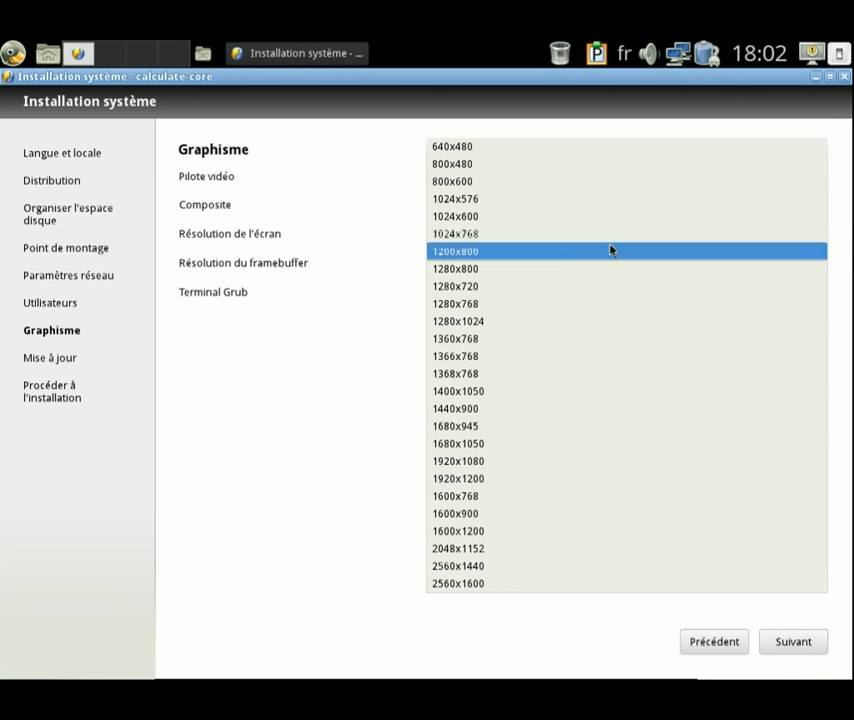 Installation système - ...
fr
18:02
Installation système - calculate-core
Installation système
Langue et locale
Distribution
Organiser l'espace
disque
Point de montage
Paramètres réseau
Utilisateurs
Graphisme
Mise à jour
Procéder à
l'installation
Graphisme
Pilote vidéo
Composite
Résolution de l'écran
Résolution du framebuffer
Terminal Grub
640x480
800x480
800x600
1024x576
1024x600
1024x768
1200x800
1280x800
1280x720
1280x768
1280x1024
1360x768
1366x768
1368x768
1400x1050
1440x900
1680x945
1680x1050
1920x1080
1920x1200
1600x768
1600x900
1600x1200
2048x1152
2560x1440
2560x1600
Précédent
Suivant